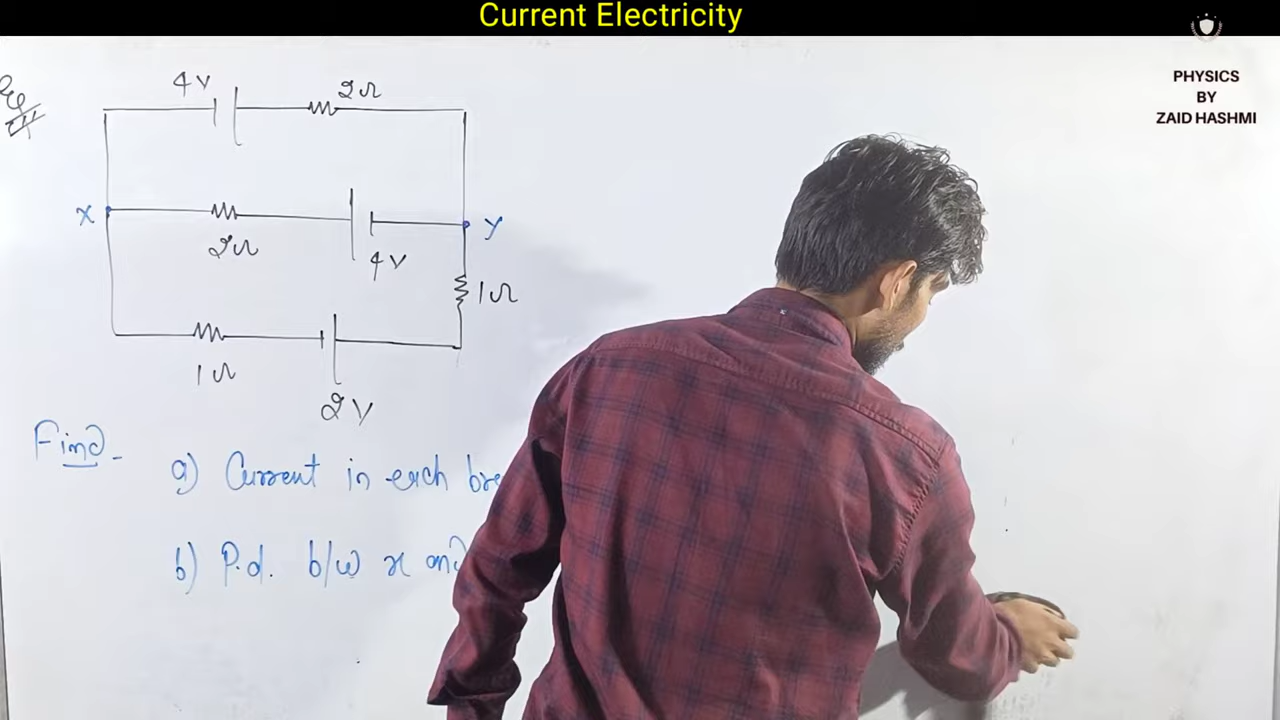 Current Electricity
PHYSICS
BY
ZAID HASHMI
4V
2Ω
X
2Ω
4V
Y
1Ω
1Ω
2V
Find -
a) Current in each
b) P.d. b/w x and